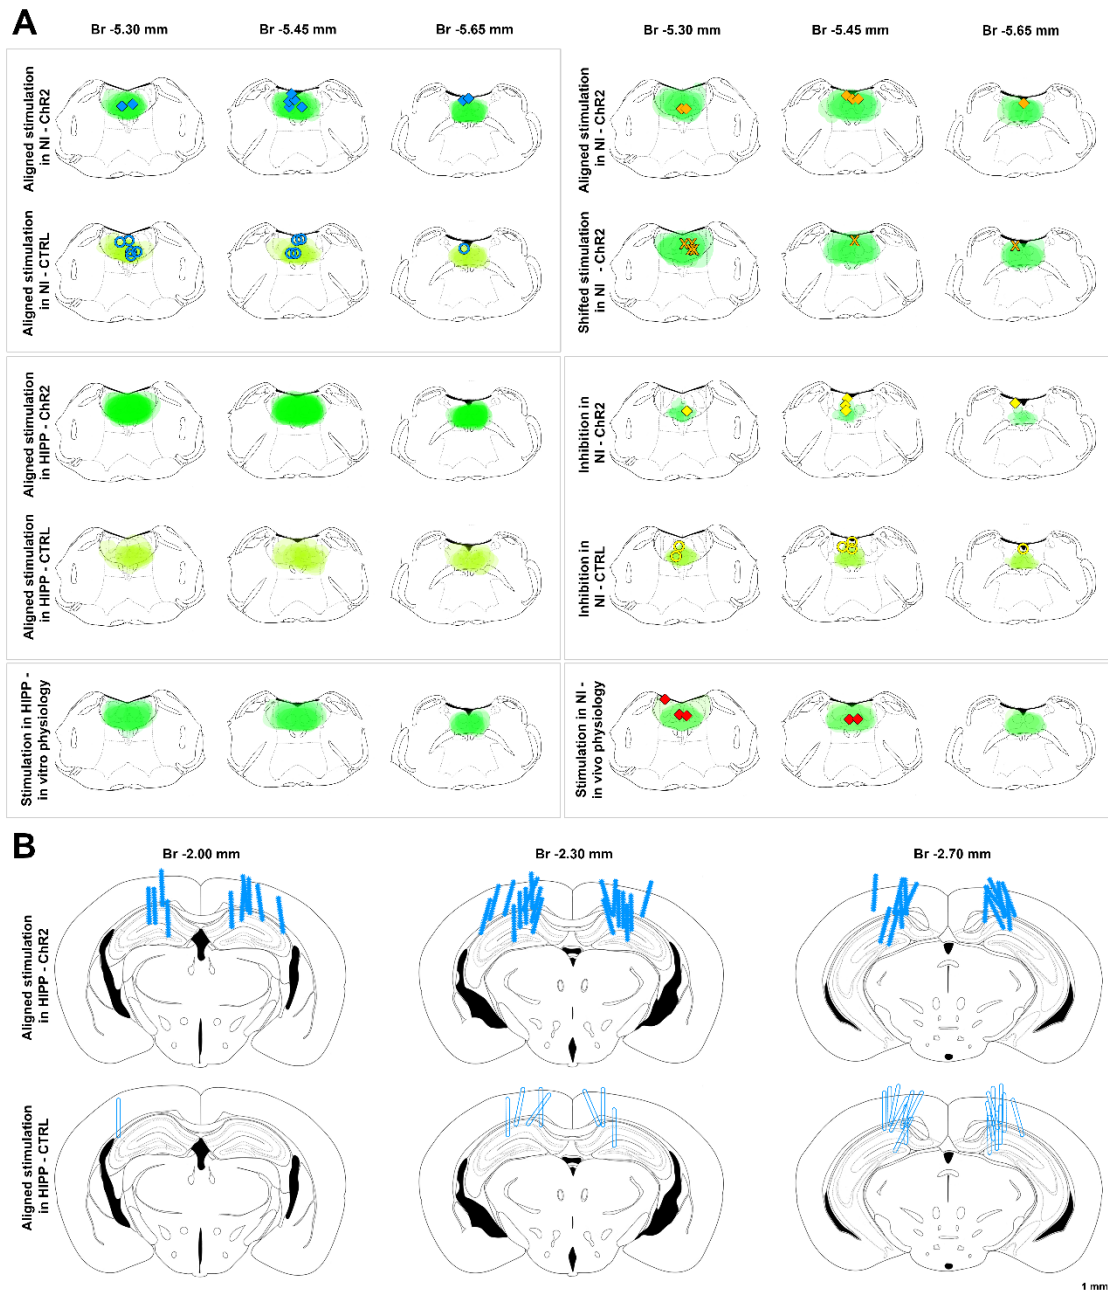 A
Br -5.30 mm
Br -5.45 mm
Br -5.65 mm
Br -5.30 mm
Br -5.45 mm
Br -5.65 mm
Aligned stimulation
in NI - ChR2
Aligned stimulation
in NI - ChR2
Aligned stimulation
in NI - CTRL
Shifted stimulation
in NI - ChR2
Aligned stimulation
in HIPP - ChR2
Inhibition in
NI - ChR2
Aligned stimulation
in HIPP - CTRL
Inhibition in
NI - CTRL
Stimulation in HIPP -
in vitro physiology
Stimulation in NI -
in vivo physiology
B
Br -2.00 mm
Br -2.30 mm
Br -2.70 mm
Aligned stimulation
in HIPP - ChR2
Aligned stimulation
in HIPP - CTRL
1 mm